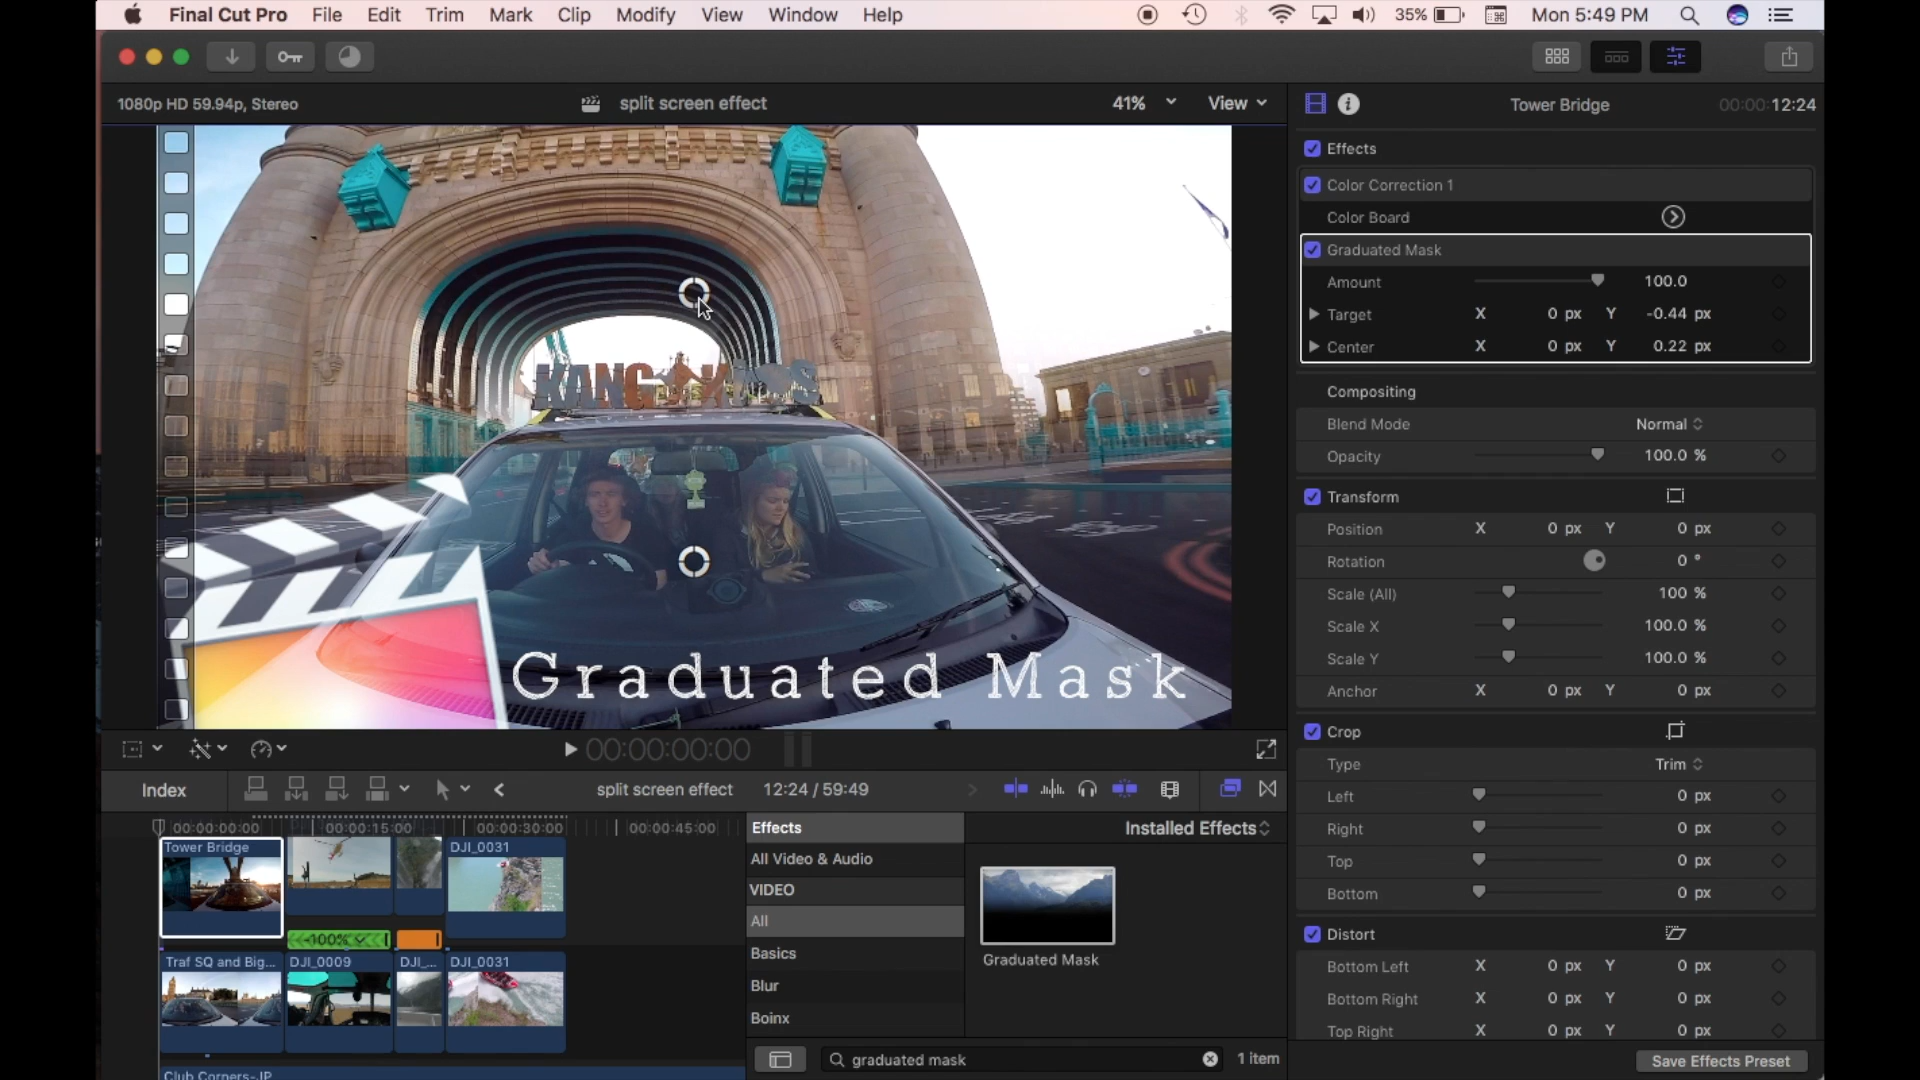 Final Cut Pro File Edit Trim Mark Clip Modify View Window Help 35% Mon 5:49 PM
1080p HD 59.94p, Stereo split screen effect 41% View Tower Bridge 00:00:12:24
Effects
Color Correction 1
Color Board
Graduated Mask
Amount 100.0
Target X 0 px Y -0.44 px
Center X 0 px Y 0.22 px
Compositing
Blend Mode Normal
Opacity 100.0 %
Transform
Position X 0 px Y 0 px
Rotation 0 °
Scale (All) 100 %
Scale X 100.0 %
Scale Y 100.0 %
Anchor X 0 px Y 0 px
Crop
Type Trim
Left 0 px
Right 0 px
Top 0 px
Bottom 0 px
Distort
Bottom Left X 0 px Y 0 px
Bottom Right X 0 px Y 0 px
Top Right X 0 px Y 0 px
Save Effects Preset
Graduated Mask
00:00:00:00
Index split screen effect 12:24 / 59:49
00:00:00:00 00:00:15:00 00:00:30:00 00:00:45:00
Tower Bridge DJI_0031
-100%
Traf SQ and Big... DJI_0009 DJI_... DJI_0031
Club Corners-JP
Effects Installed Effects
All Video & Audio
VIDEO
All
Basics
Blur
Boinx
Graduated Mask
graduated mask 1 item